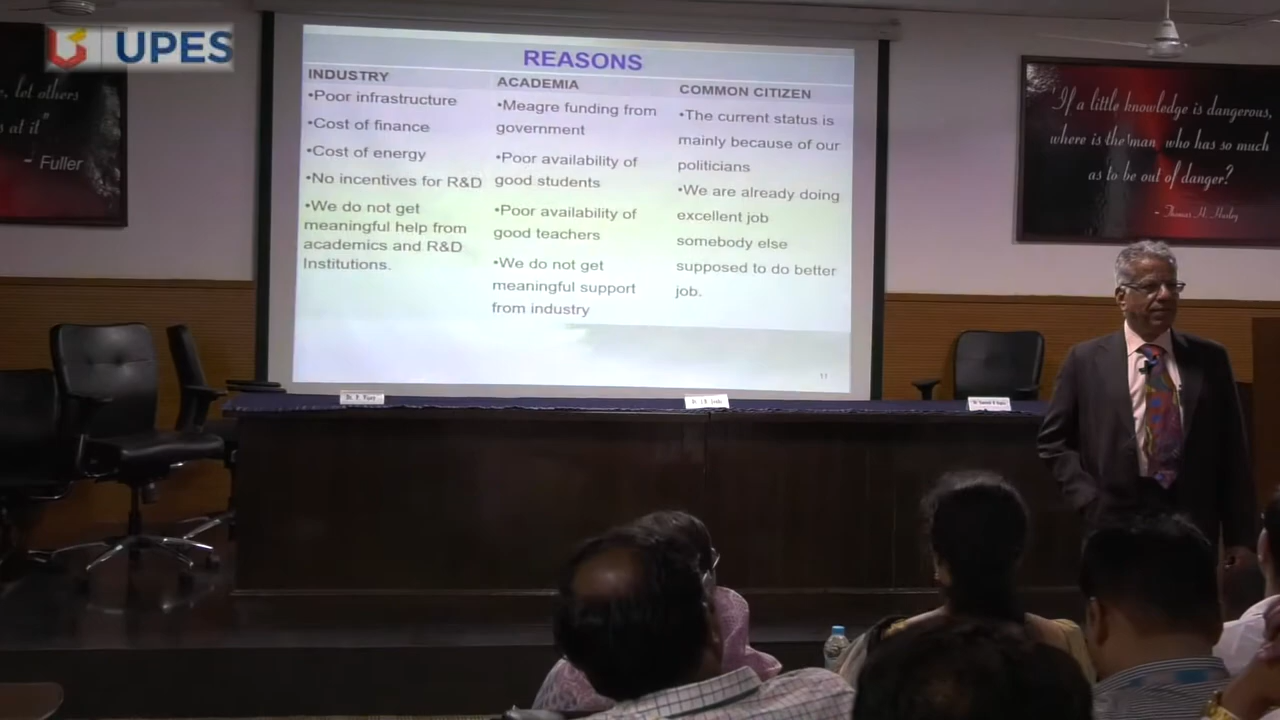 UPES
, let others
s at it"
- Fuller
REASONS
INDUSTRY
•Poor infrastructure
•Cost of finance
•Cost of energy
•No incentives for R&D
•We do not get
meaningful help from
academics and R&D
Institutions.
ACADEMIA
•Meagre funding from
government
•Poor availability of
good students
•Poor availability of
good teachers
•We do not get
meaningful support
from industry
COMMON CITIZEN
•The current status is
mainly because of our
politicians
•We are already doing
excellent job
somebody else
supposed to do better
job.
11
"If a little knowledge is dangerous,
where is the man who has so much
as to be out of danger?
- Thomas H. Huxley